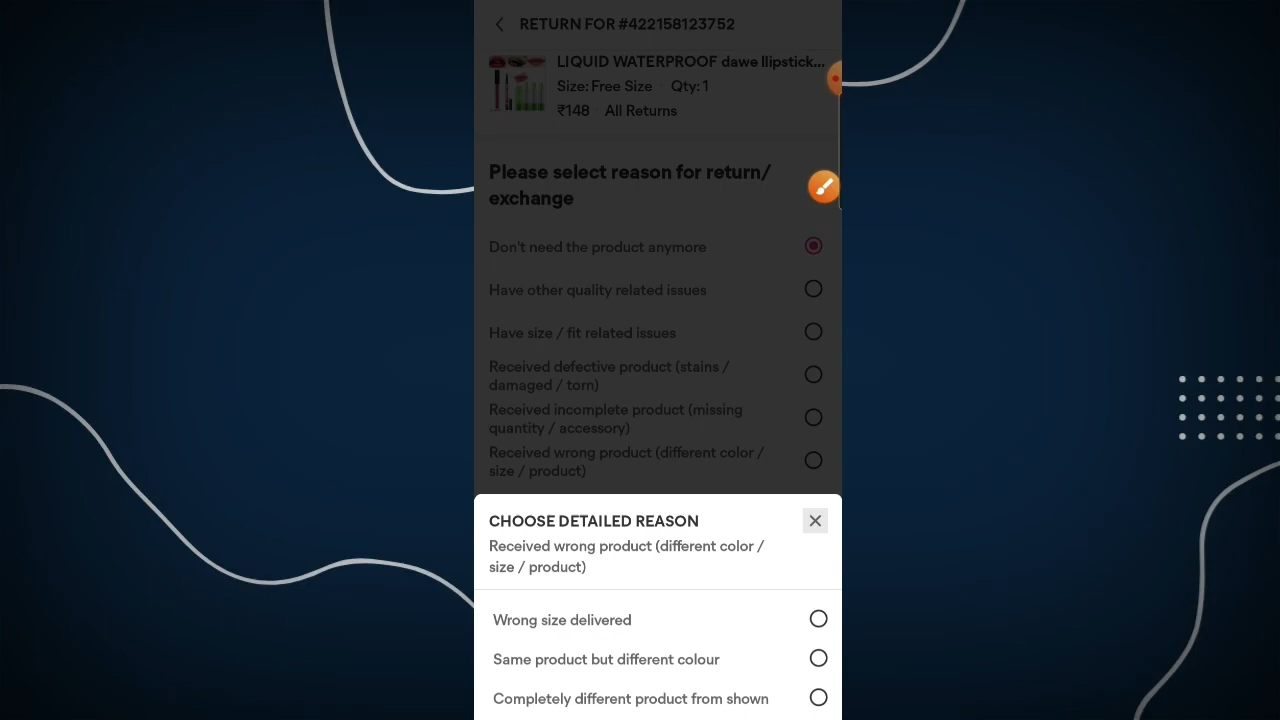 RETURN FOR #422158123752
LIQUID WATERPROOF dawe llipstick...
Size: Free Size · Qty: 1
₹148 · All Returns
Please select reason for return/
exchange
Don't need the product anymore
Have other quality related issues
Have size / fit related issues
Received defective product (stains /
damaged / torn)
Received incomplete product (missing
quantity / accessory)
Received wrong product (different color /
size / product)
CHOOSE DETAILED REASON
Received wrong product (different color /
size / product)
Wrong size delivered
Same product but different colour
Completely different product from shown